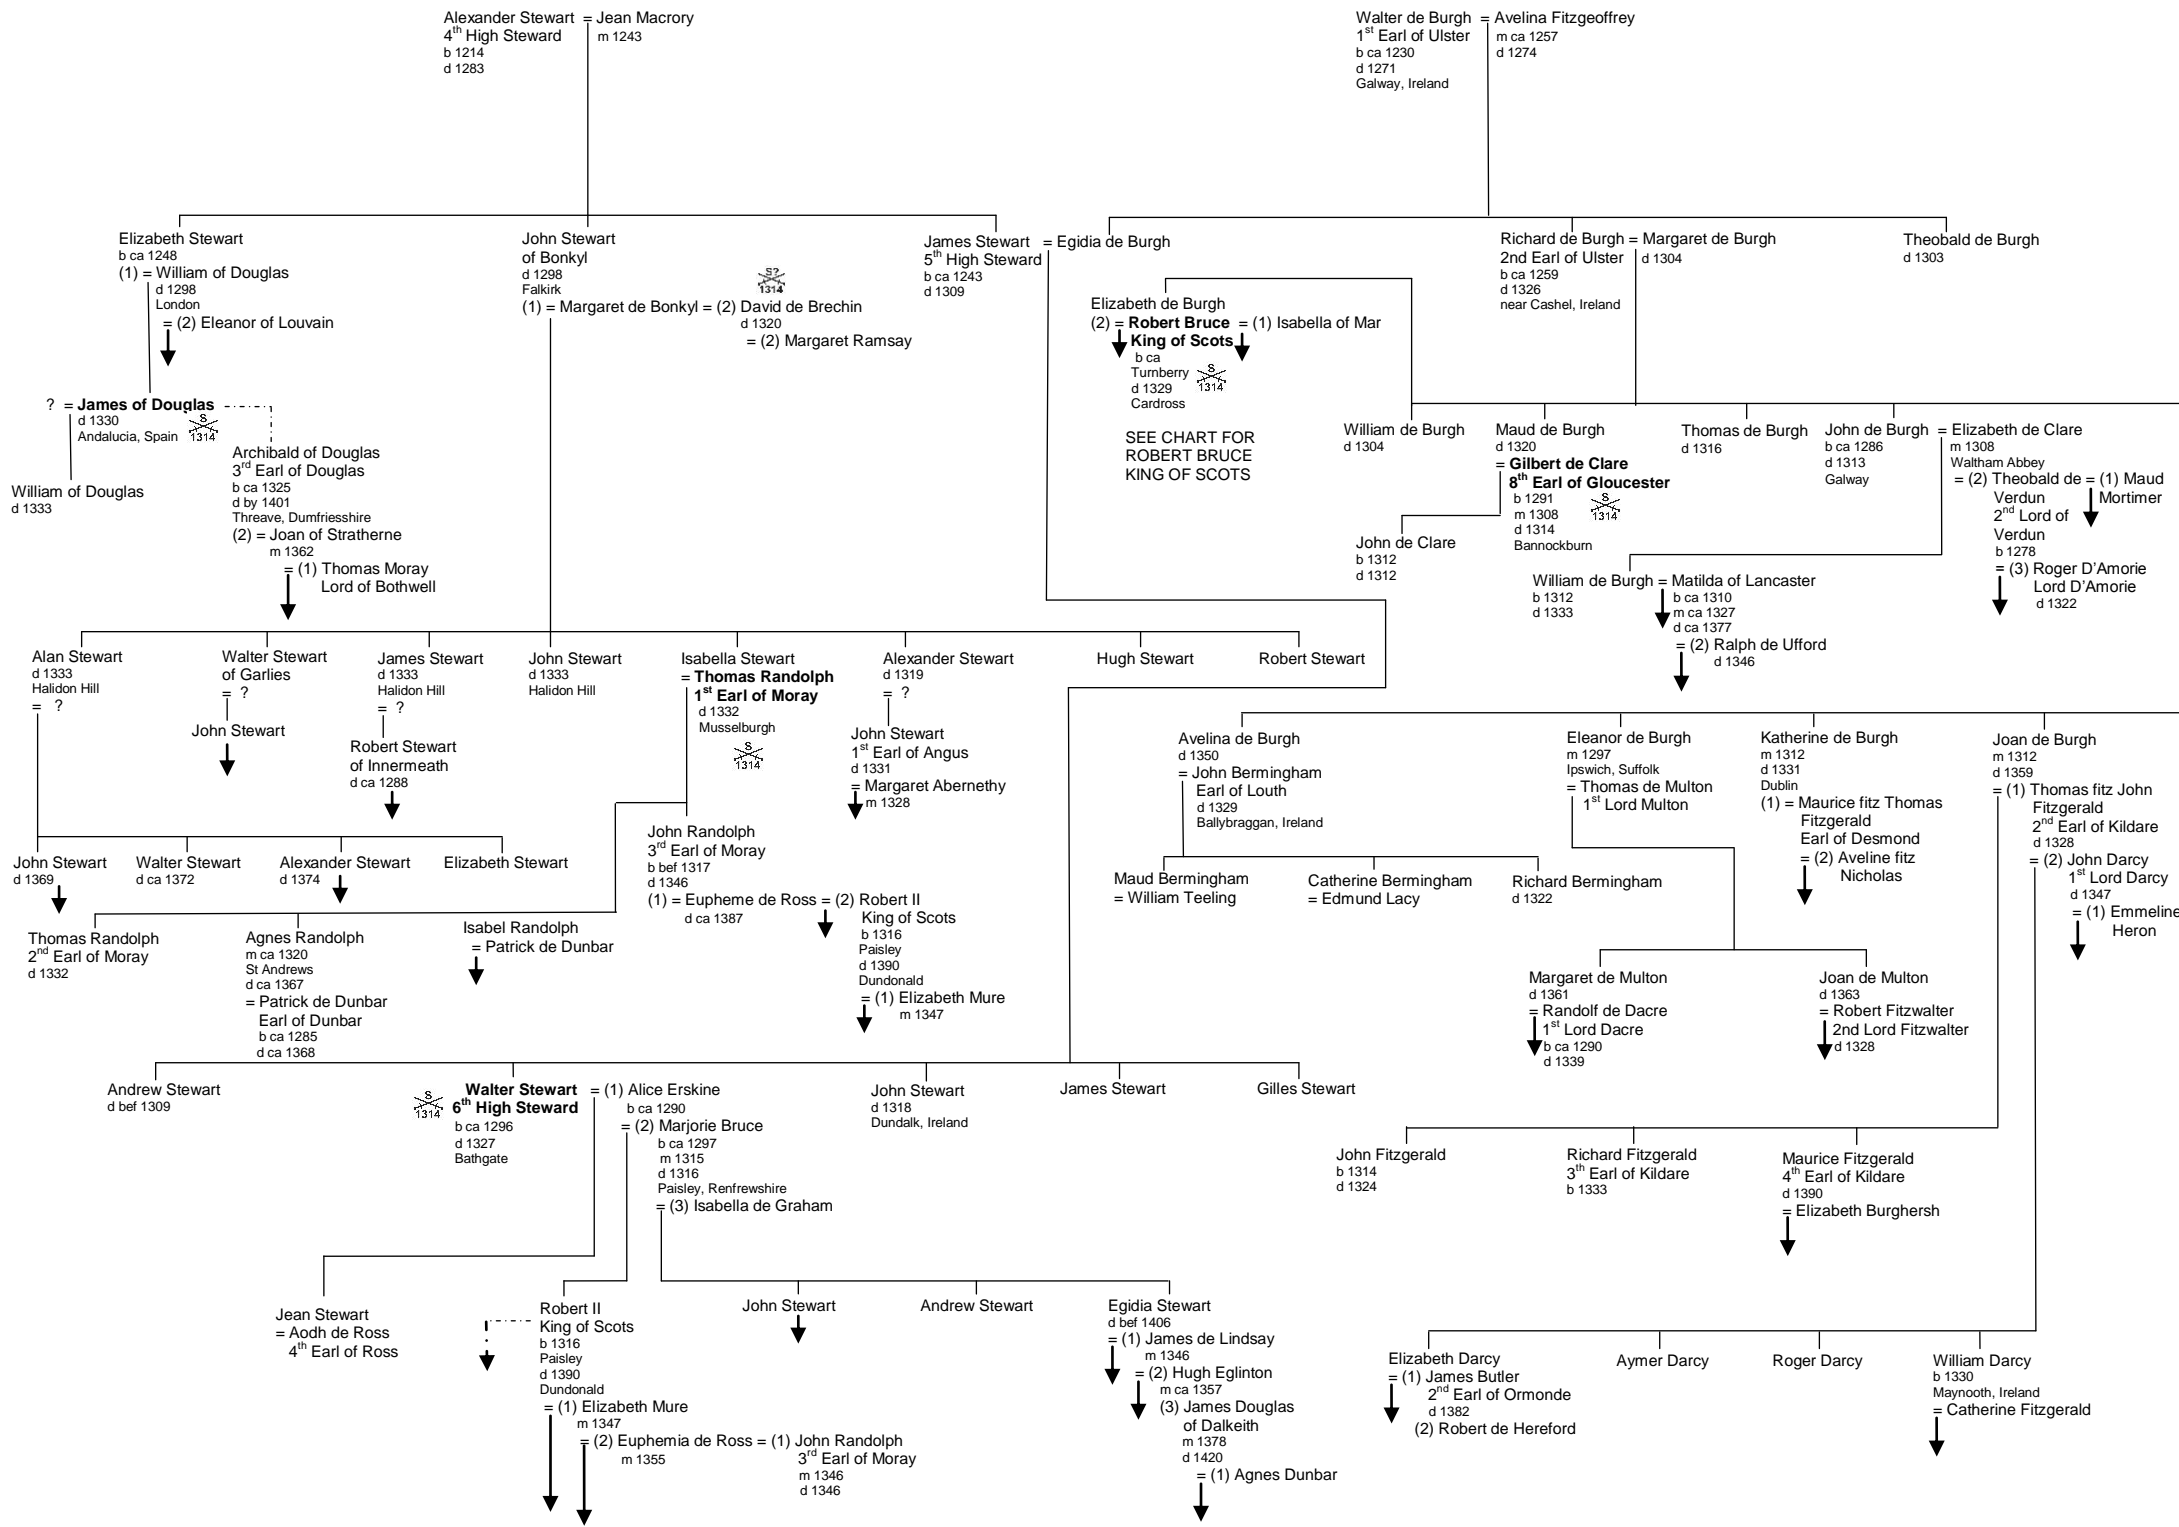 Alexander Stewart = Jean Macrory
4th High Steward
m 1243
b 1214
d 1283
Walter de Burgh = Avelina Fitzgeoffrey
1st Earl of Ulster
m ca 1257
b ca 1230
d 1274
d 1271
Galway, Ireland
Elizabeth Stewart
b ca 1248
(1) = William of Douglas
d 1298
London
= (2) Eleanor of Louvain
John Stewart
of Bonkyl
d 1298
Falkirk
(1) = Margaret de Bonkyl = (2) David de Brechin
S?
1314
d 1320
= (2) Margaret Ramsay
James Stewart = Egidia de Burgh
5th High Steward
b ca 1243
d 1309
Richard de Burgh = Margaret de Burgh
2nd Earl of Ulster
d 1304
b ca 1259
d 1326
near Cashel, Ireland
Theobald de Burgh
d 1303
Elizabeth de Burgh
(2) = Robert Bruce = (1) Isabella of Mar
King of Scots
b ca
Turnberry
S
1314
d 1329
Cardross
SEE CHART FOR
ROBERT BRUCE
KING OF SCOTS
? = James of Douglas
d 1330
Andalucia, Spain
S
1314
William of Douglas
d 1333
Archibald of Douglas
3rd Earl of Douglas
b ca 1325
d by 1401
Threave, Dumfriesshire
(2) = Joan of Stratherne
m 1362
= (1) Thomas Moray
Lord of Bothwell
William de Burgh
d 1304
Maud de Burgh
d 1320
= Gilbert de Clare
8th Earl of Gloucester
b 1291
m 1308
d 1314
Bannockburn
S
1314
Thomas de Burgh
d 1316
John de Burgh = Elizabeth de Clare
b ca 1286
m 1308
d 1313
Waltham Abbey
Galway
= (2) Theobald de = (1) Maud
Verdun
Mortimer
2nd Lord of
Verdun
b 1278
= (3) Roger D'Amorie
Lord D'Amorie
d 1322
John de Clare
b 1312
d 1312
William de Burgh = Matilda of Lancaster
b 1312
b ca 1310
d 1333
m ca 1327
d ca 1377
= (2) Ralph de Ufford
d 1346
Alan Stewart
d 1333
Halidon Hill
= ?
Walter Stewart
of Garlies
= ?
John Stewart
James Stewart
d 1333
Halidon Hill
= ?
Robert Stewart
of Innermeath
d ca 1288
John Stewart
d 1333
Halidon Hill
Isabella Stewart
= Thomas Randolph
1st Earl of Moray
d 1332
Musselburgh
S
1314
Alexander Stewart
d 1319
= ?
John Stewart
1st Earl of Angus
d 1331
= Margaret Abernethy
m 1328
Hugh Stewart
Robert Stewart
Avelina de Burgh
d 1350
= John Bermingham
Earl of Louth
d 1329
Ballybraggan, Ireland
Eleanor de Burgh
m 1297
Ipswich, Suffolk
= Thomas de Multon
1st Lord Multon
Katherine de Burgh
m 1312
d 1331
Dublin
(1) = Maurice fitz Thomas
Fitzgerald
Earl of Desmond
= (2) Aveline fitz
Nicholas
Joan de Burgh
m 1312
d 1359
= (1) Thomas fitz John
Fitzgerald
2nd Earl of Kildare
d 1328
= (2) John Darcy
1st Lord Darcy
d 1347
= (1) Emmeline
Heron
John Stewart
d 1369
Walter Stewart
d ca 1372
Alexander Stewart
d 1374
Elizabeth Stewart
John Randolph
3rd Earl of Moray
b bef 1317
d 1346
(1) = Eupheme de Ross = (2) Robert II
d ca 1387
King of Scots
b 1316
Paisley
d 1390
Dundonald
= (1) Elizabeth Mure
m 1347
Maud Bermingham
= William Teeling
Catherine Bermingham
= Edmund Lacy
Richard Bermingham
d 1322
Thomas Randolph
2nd Earl of Moray
d 1332
Agnes Randolph
m ca 1320
St Andrews
d ca 1367
= Patrick de Dunbar
Earl of Dunbar
b ca 1285
d ca 1368
Isabel Randolph
= Patrick de Dunbar
Margaret de Multon
d 1361
= Randolf de Dacre
1st Lord Dacre
b ca 1290
d 1339
Joan de Multon
d 1363
= Robert Fitzwalter
2nd Lord Fitzwalter
d 1328
Andrew Stewart
d bef 1309
S
1314
Walter Stewart = (1) Alice Erskine
6th High Steward
b ca 1290
b ca 1296
d 1327
Bathgate
= (2) Marjorie Bruce
b ca 1297
m 1315
d 1316
Paisley, Renfrewshire
= (3) Isabella de Graham
John Stewart
d 1318
Dundalk, Ireland
James Stewart
Gilles Stewart
John Fitzgerald
b 1314
d 1324
Richard Fitzgerald
3th Earl of Kildare
b 1333
Maurice Fitzgerald
4th Earl of Kildare
d 1390
= Elizabeth Burghersh
Jean Stewart
= Aodh de Ross
4th Earl of Ross
Robert II
King of Scots
b 1316
Paisley
d 1390
Dundonald
= (1) Elizabeth Mure
m 1347
= (2) Euphemia de Ross = (1) John Randolph
m 1355
3rd Earl of Moray
m 1346
d 1346
John Stewart
Andrew Stewart
Egidia Stewart
d bef 1406
= (1) James de Lindsay
m 1346
= (2) Hugh Eglinton
m ca 1357
(3) James Douglas
of Dalkeith
m 1378
d 1420
= (1) Agnes Dunbar
Elizabeth Darcy
= (1) James Butler
2nd Earl of Ormonde
d 1382
(2) Robert de Hereford
Aymer Darcy
Roger Darcy
William Darcy
b 1330
Maynooth, Ireland
= Catherine Fitzgerald